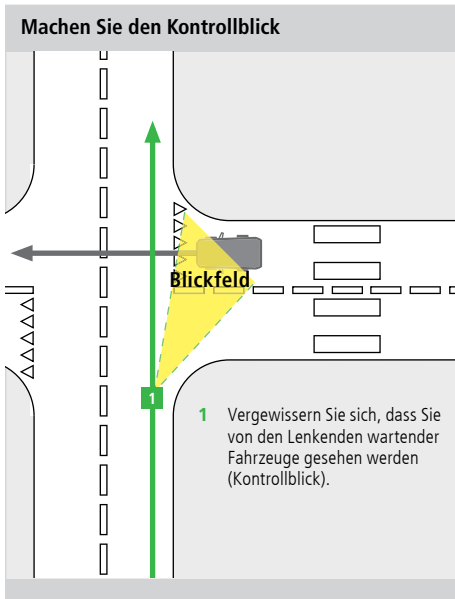 Machen Sie den Kontrollblick
Blickfeld
1
1 Vergewissern Sie sich, dass Sie
von den Lenkenden wartender
Fahrzeuge gesehen werden
(Kontrollblick).